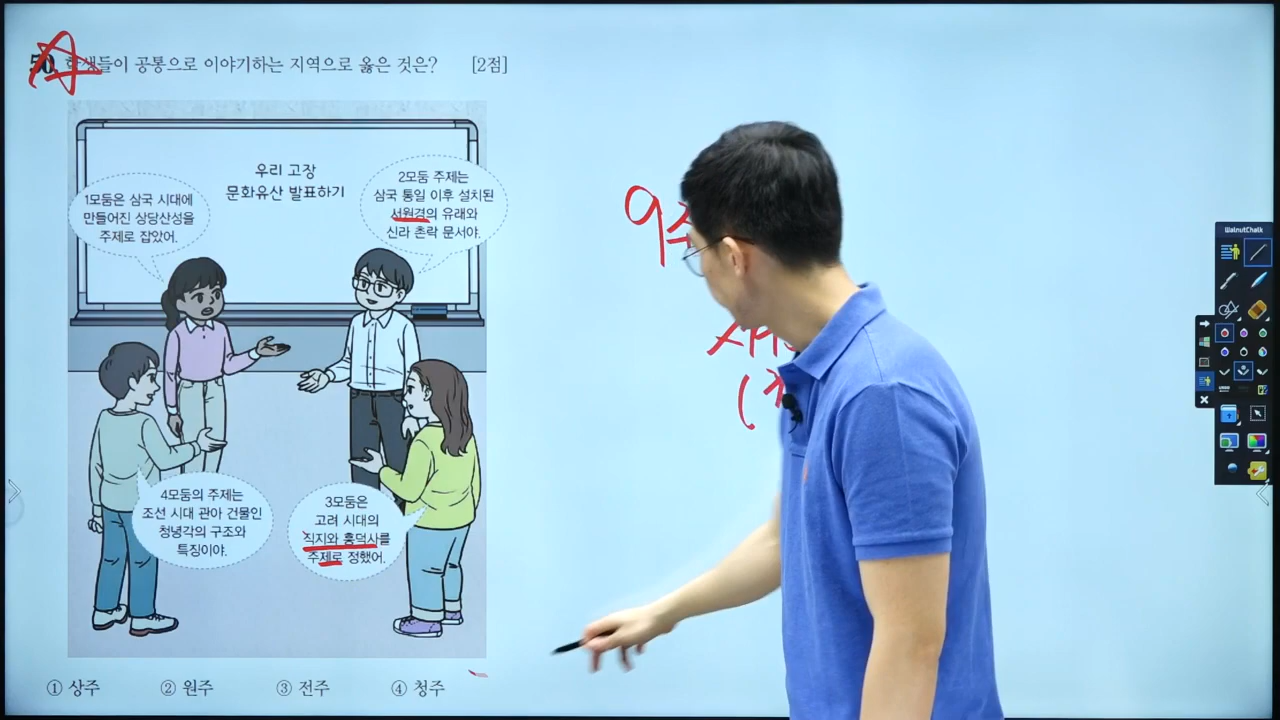 50. 학생들이 공통으로 이야기하는 지역으로 옳은 것은? [2점]
우리 고장
문화유산 발표하기
1모둠은 삼국 시대에
만들어진 상당산성을
주제로 잡았어.
2모둠 주제는
삼국 통일 이후 설치된
서원경의 유래와
신라 촌락 문서야.
4모둠의 주제는
조선 시대 관아 건물인
청녕각의 구조와
특징이야.
3모둠은
고려 시대의
직지와 흥덕사를
주제로 정했어.
① 상주 ② 원주 ③ 전주 ④ 청주
9주
WalnutChalk